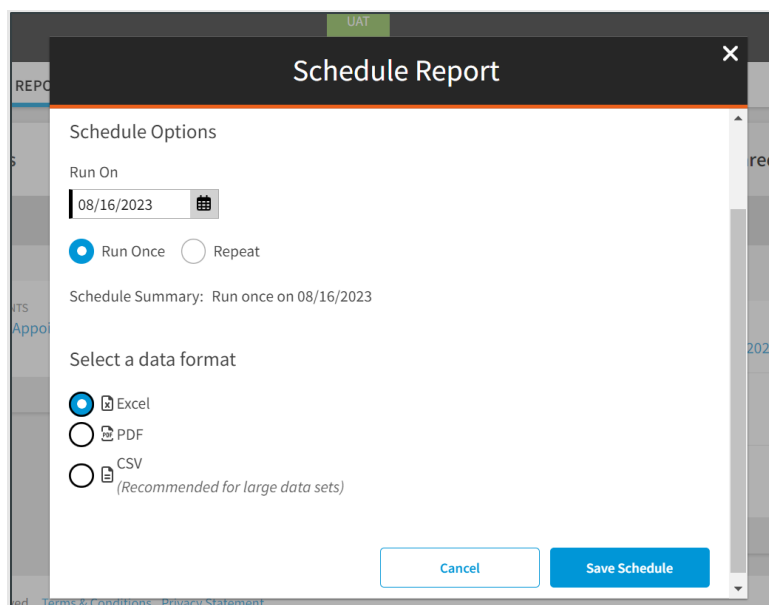 UAT
Schedule Report
REPO
Schedule Options
Run On
08/16/2023
Run Once
Repeat
Schedule Summary: Run once on 08/16/2023
NTS
Appoi
202
Select a data format
Excel
PDF
CSV
(Recommended for large data sets)
Cancel
Save Schedule
Terms & Conditions Privacy Statement